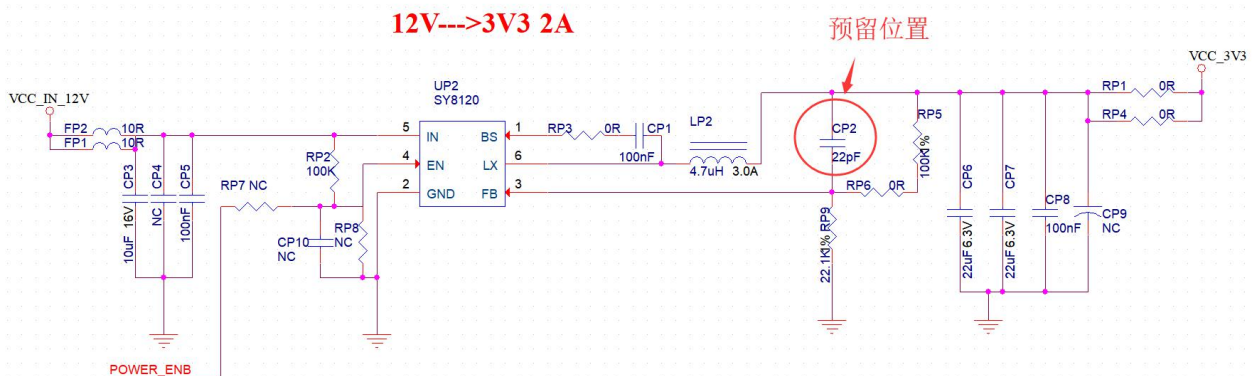 12V--->3V3 2A
预留位置
VCC_3V3
VCC_IN_12V
UP2
SY8120
FP2 10R
FP1 10R
5 IN
4 EN
2 GND
BS 1
LX 6
FB 3
RP3 0R
CP1
100nF
LP2
4.7uH 3.0A
CP2
22pF
RP5
100K1%
RP1 0R
RP4 0R
RP2
100K
RP7 NC
RP6 0R
CP3
10uF 16V
CP4
NC
CP5
100nF
CP10
NC
RP8
NC
22.1K1% RP9
CP6
22uF 6.3V
CP7
22uF 6.3V
CP8
100nF
CP9
NC
POWER_ENB